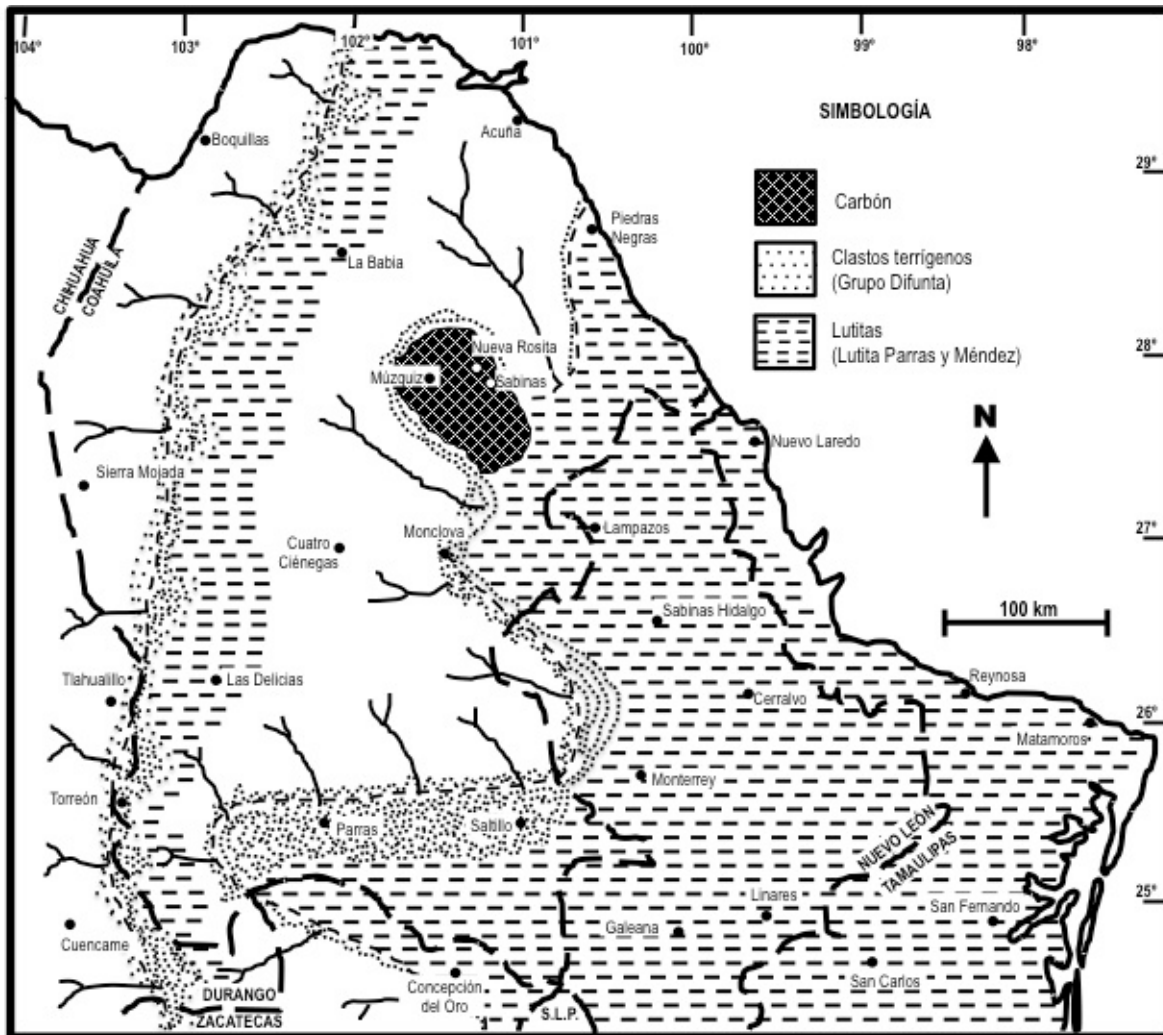 104°
103°
102°
101°
100°
99°
98°
SIMBOLOGÍA
Acuña
Boquillas
29°
Carbón
Piedras
Negras
CHIHUAHUA
COAHUILA
La Babia
Clastos terrígenos
(Grupo Difunta)
Lutitas
(Lutita Parras y Méndez)
28°
Nueva Rosita
Múzquiz
Sabinas
N
Nuevo Laredo
Sierra Mojada
Lampazos
Monclova
Cuatro
Ciénegas
27°
100 km
Sabinas Hidalgo
Tlahualillo
Las Delicias
Cerralvo
Reynosa
26°
Matamoros
Monterrey
Torreón
Parras
Saltillo
NUEVO LEÓN
TAMAULIPAS
25°
Linares
San Fernando
Galeana
Cuencame
San Carlos
Concepción
del Oro
DURANGO
ZACATECAS
S.L.P.